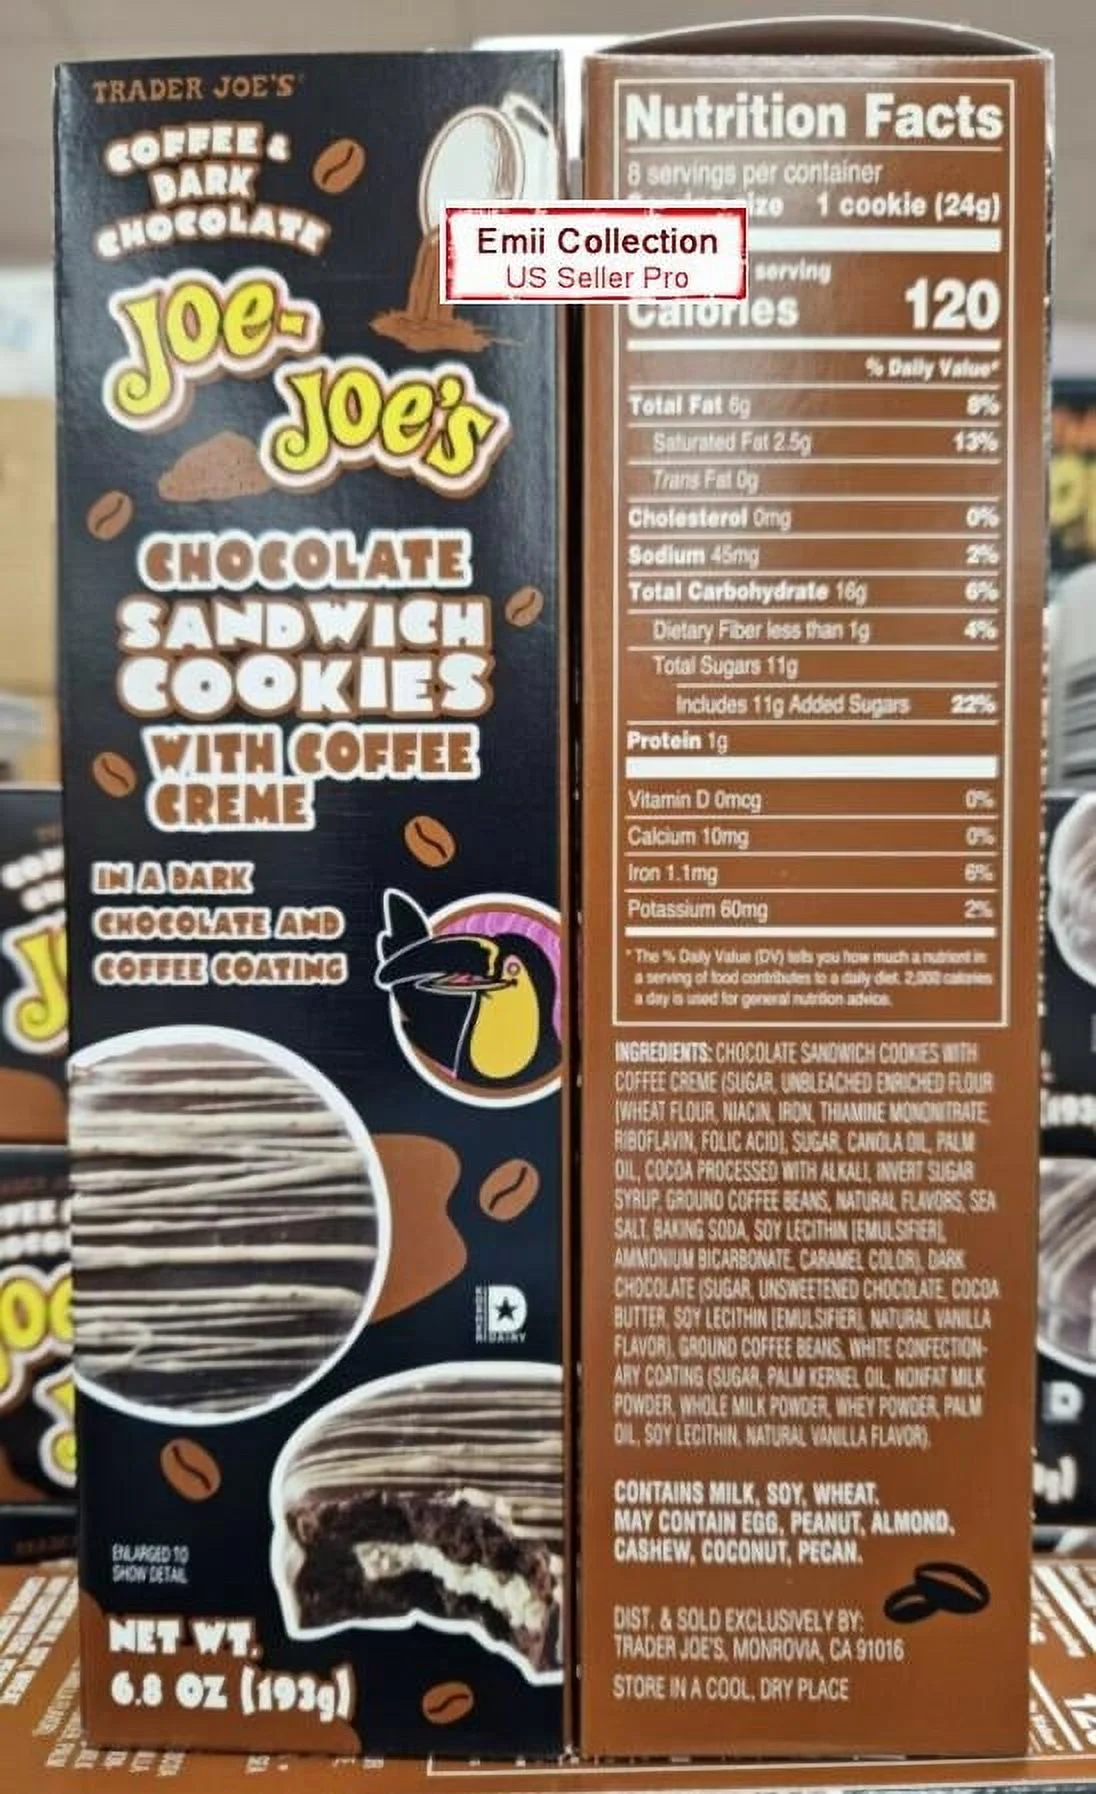 TRADER JOE'S
COFFEE &
DARK
CHOCOLATE
JOE-
JOE'S
CHOCOLATE
SANDWICH
COOKIES
WITH COFFEE
CREME
IN A DARK
CHOCOLATE AND
COFFEE COATING
D
DAIRY
ENLARGED TO
SHOW DETAIL
NET WT.
6.8 OZ (193g)
Emii Collection
US Seller Pro
Nutrition Facts
8 servings per container
1 cookie (24g)
serving
Calories 120
% Daily Value*
Total Fat 6g 8%
Saturated Fat 2.5g 13%
Trans Fat 0g
Cholesterol 0mg 0%
Sodium 45mg 2%
Total Carbohydrate 16g 6%
Dietary Fiber less than 1g 4%
Total Sugars 11g
Includes 11g Added Sugars 22%
Protein 1g
Vitamin D 0mcg 0%
Calcium 10mg 0%
Iron 1.1mg 6%
Potassium 60mg 2%
* The % Daily Value (DV) tells you how much a nutrient in
a serving of food contributes to a daily diet. 2,000 calories
a day is used for general nutrition advice.
INGREDIENTS: CHOCOLATE SANDWICH COOKIES WITH
COFFEE CREME (SUGAR, UNBLEACHED ENRICHED FLOUR
[WHEAT FLOUR, NIACIN, IRON, THIAMINE MONONITRATE,
RIBOFLAVIN, FOLIC ACID], SUGAR, CANOLA OIL, PALM
OIL, COCOA PROCESSED WITH ALKALI, INVERT SUGAR
SYRUP, GROUND COFFEE BEANS, NATURAL FLAVORS, SEA
SALT, BAKING SODA, SOY LECITHIN [EMULSIFIER],
AMMONIUM BICARBONATE, CARAMEL COLOR), DARK
CHOCOLATE (SUGAR, UNSWEETENED CHOCOLATE, COCOA
BUTTER, SOY LECITHIN [EMULSIFIER], NATURAL VANILLA
FLAVOR), GROUND COFFEE BEANS, WHITE CONFECTION-
ARY COATING (SUGAR, PALM KERNEL OIL, NONFAT MILK
POWDER, WHOLE MILK POWDER, WHEY POWDER, PALM
OIL, SOY LECITHIN, NATURAL VANILLA FLAVOR).
CONTAINS MILK, SOY, WHEAT.
MAY CONTAIN EGG, PEANUT, ALMOND,
CASHEW, COCONUT, PECAN.
DIST. & SOLD EXCLUSIVELY BY:
TRADER JOE'S, MONROVIA, CA 91016
STORE IN A COOL, DRY PLACE